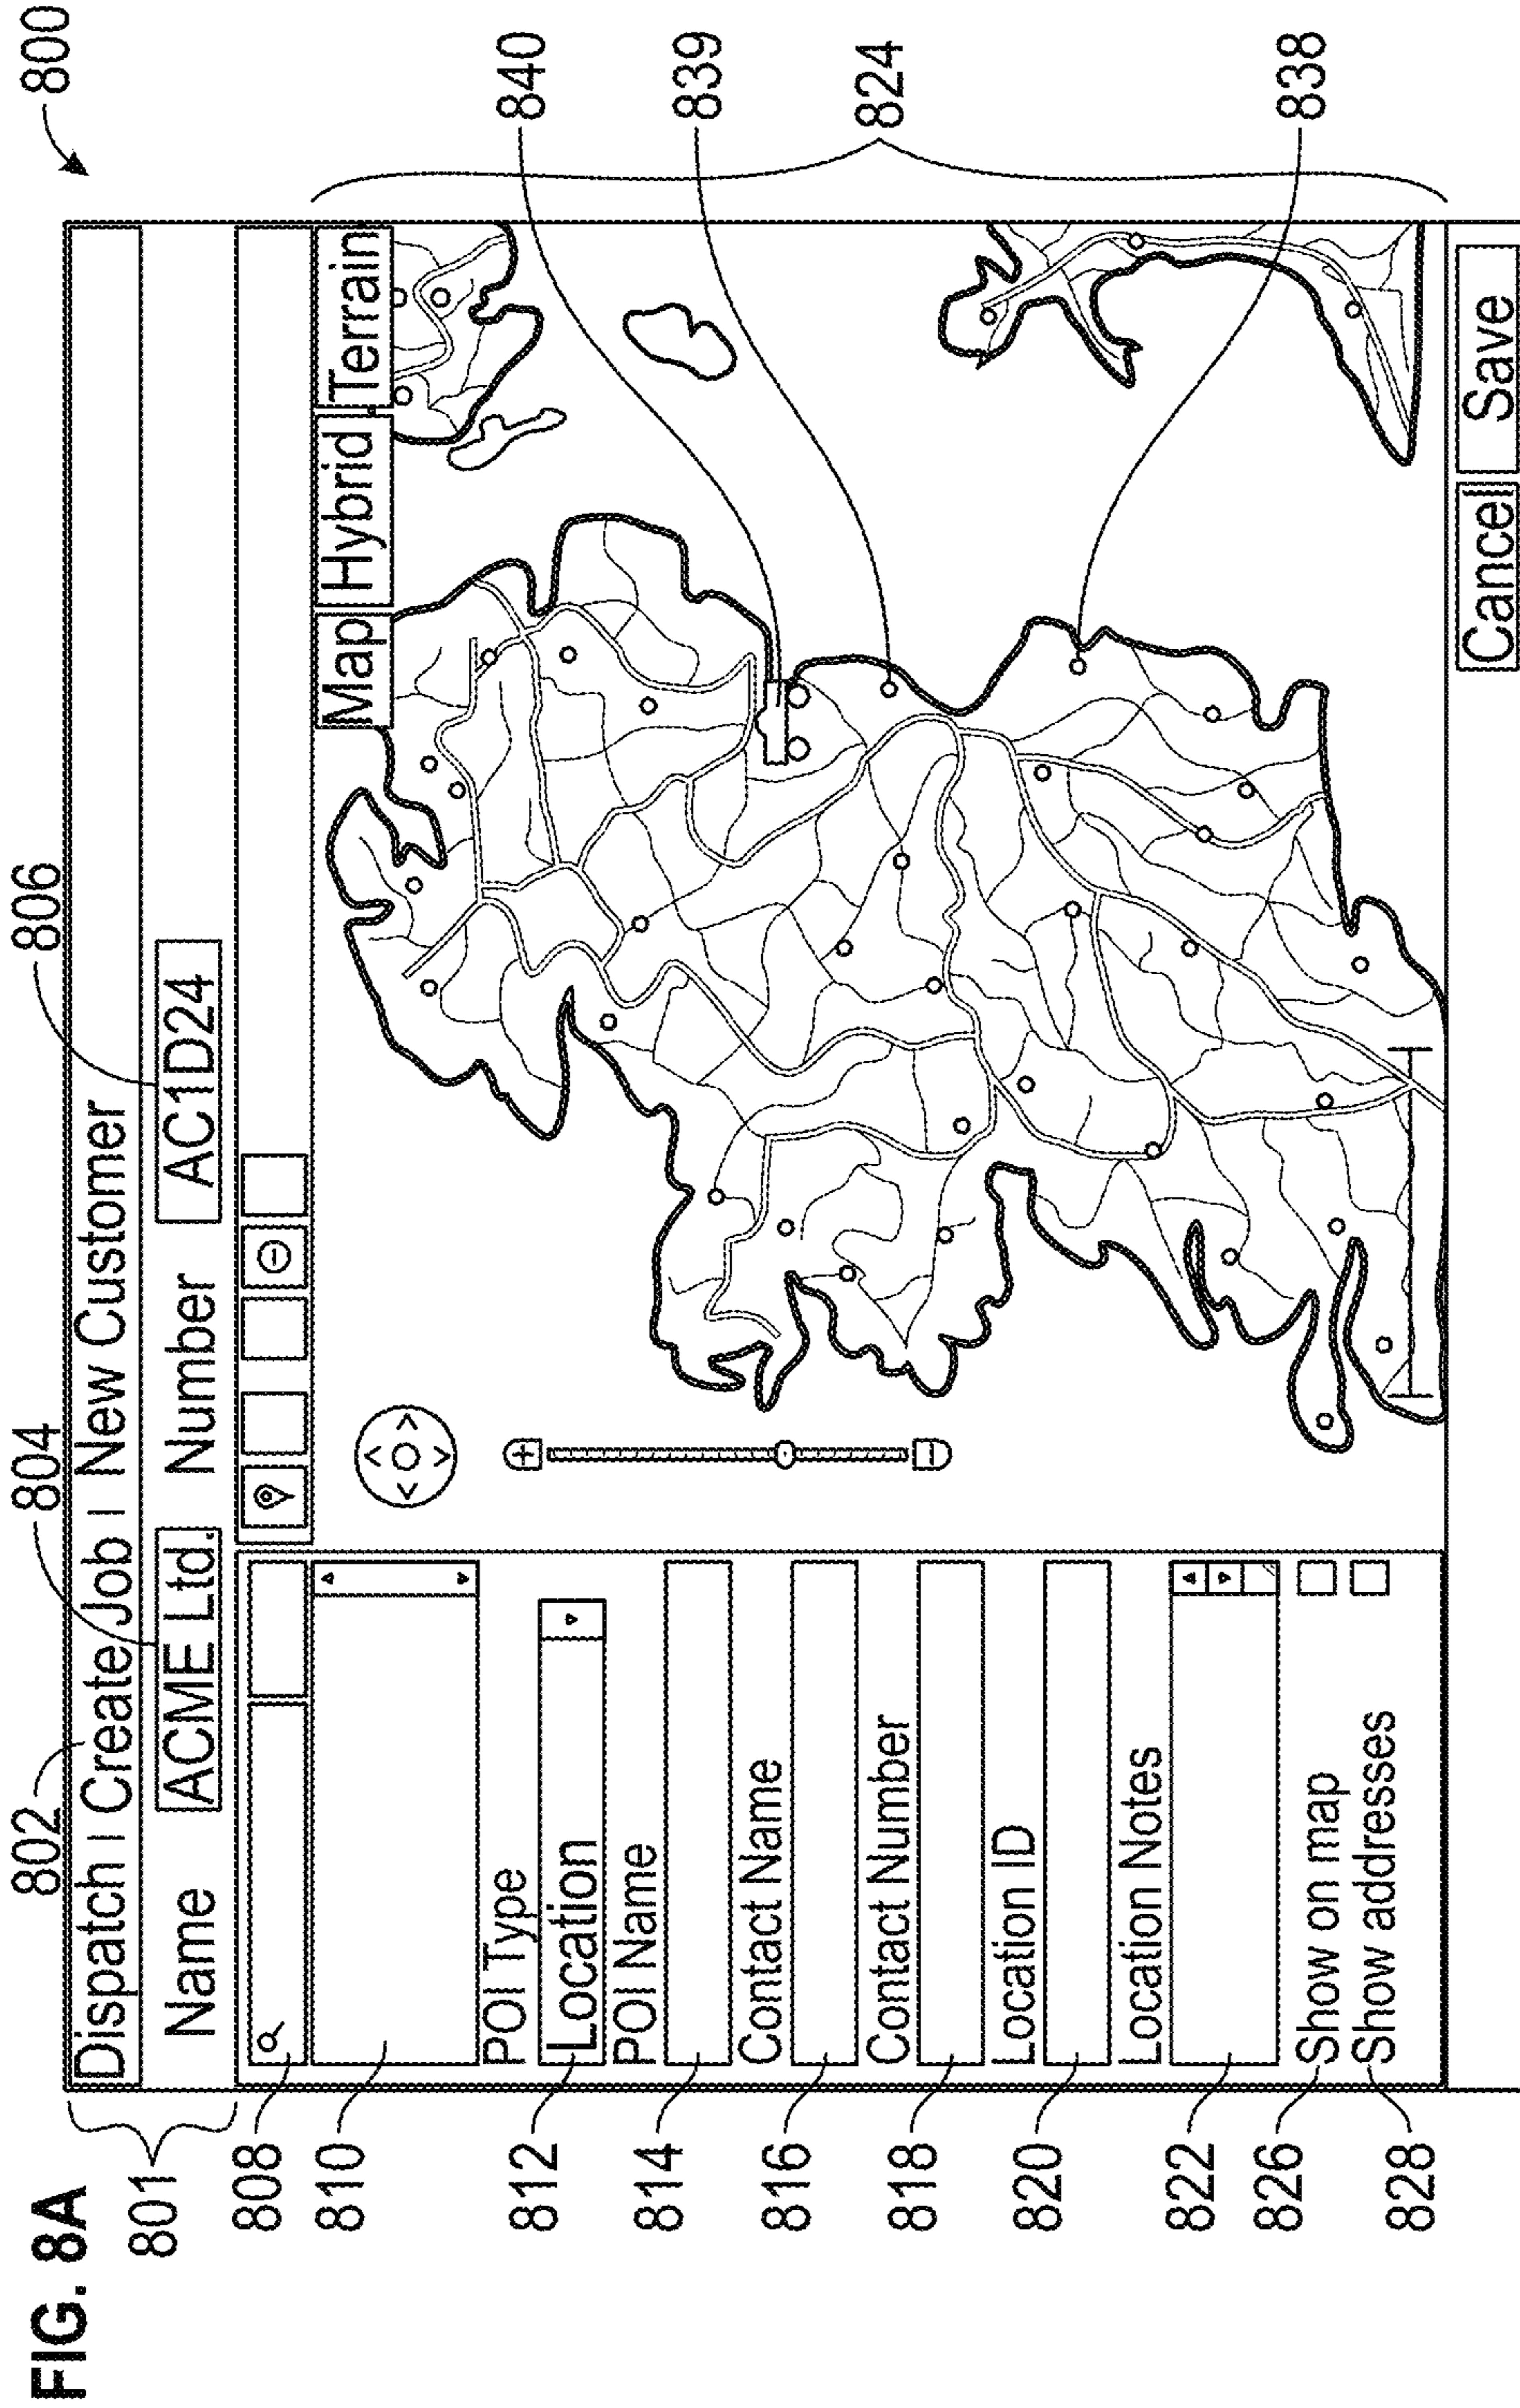 FIG. 8A
800
802
804
806
801
Dispatch | Create Job | New Customer
Name ACME Ltd. Number AC1D24
808
810
Map Hybrid Terrain
POI Type
812
Location
840
POI Name
814
839
Contact Name
816
824
Contact Number
818
Location ID
820
Location Notes
822
838
826
Show on map
828
Show addresses
Cancel Save